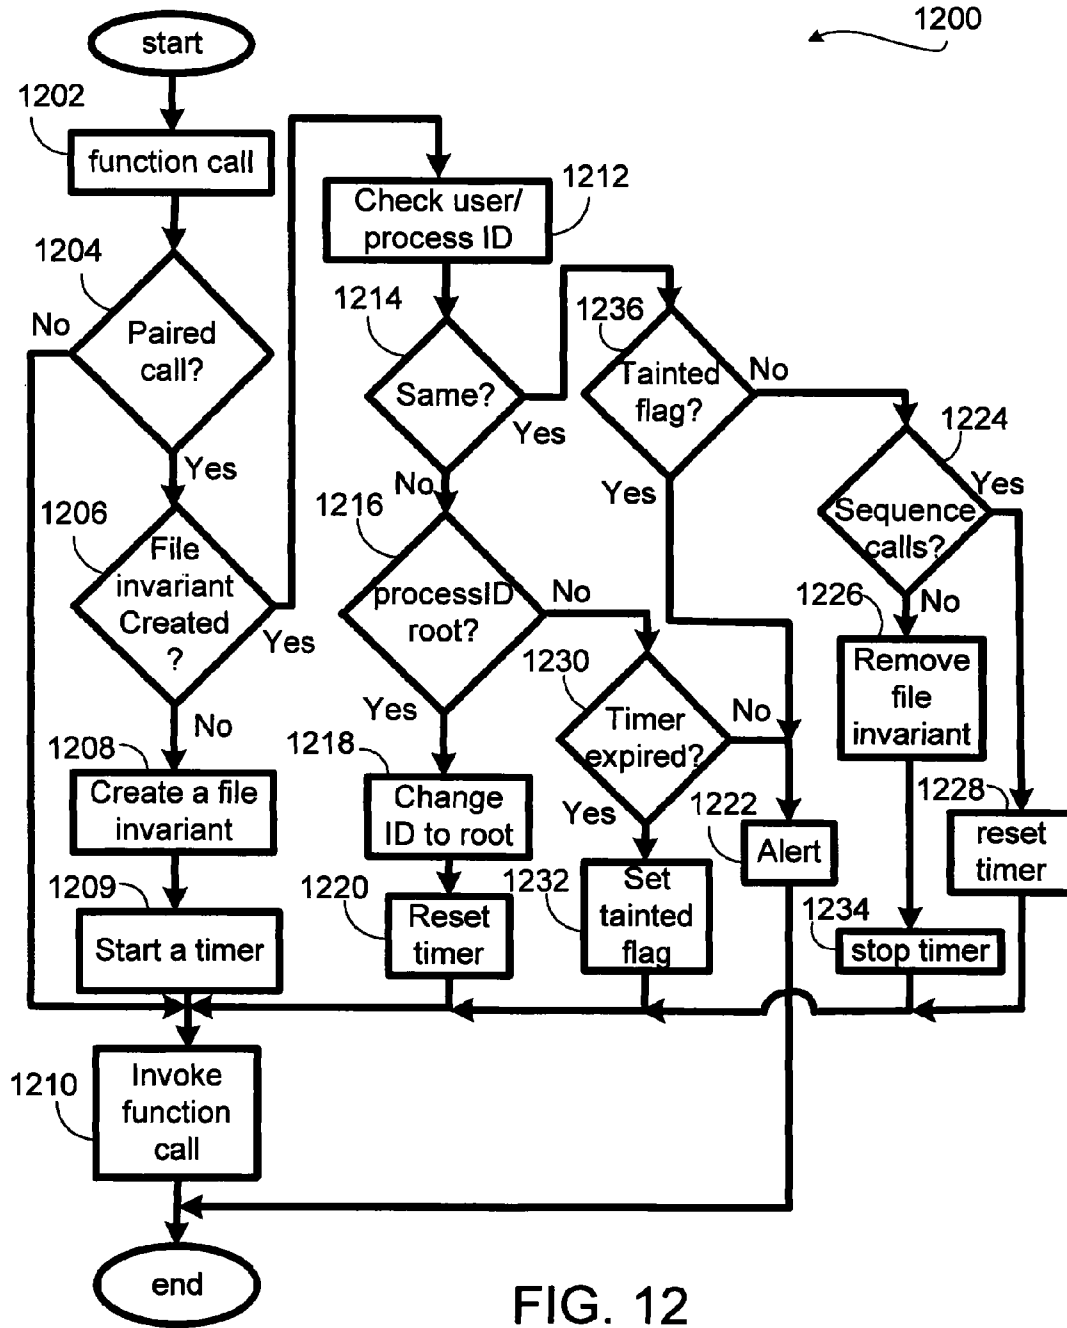 start
1200
1202
function call
1204
No
Paired
call?
Yes
1206
File
invariant
Created
?
Yes
No
1208
Create a file
invariant
1209
Start a timer
1210
Invoke
function
call
end
1212
Check user/
process ID
1214
Same?
Yes
No
1216
processID
root?
No
Yes
1218
Change
ID to root
1220
Reset
timer
1236
Tainted
flag?
No
Yes
1230
Timer
expired?
No
Yes
1222
Alert
1232
Set
tainted
flag
1224
Sequence
calls?
Yes
No
1226
Remove
file
invariant
1228
reset
timer
1234
stop timer
FIG. 12